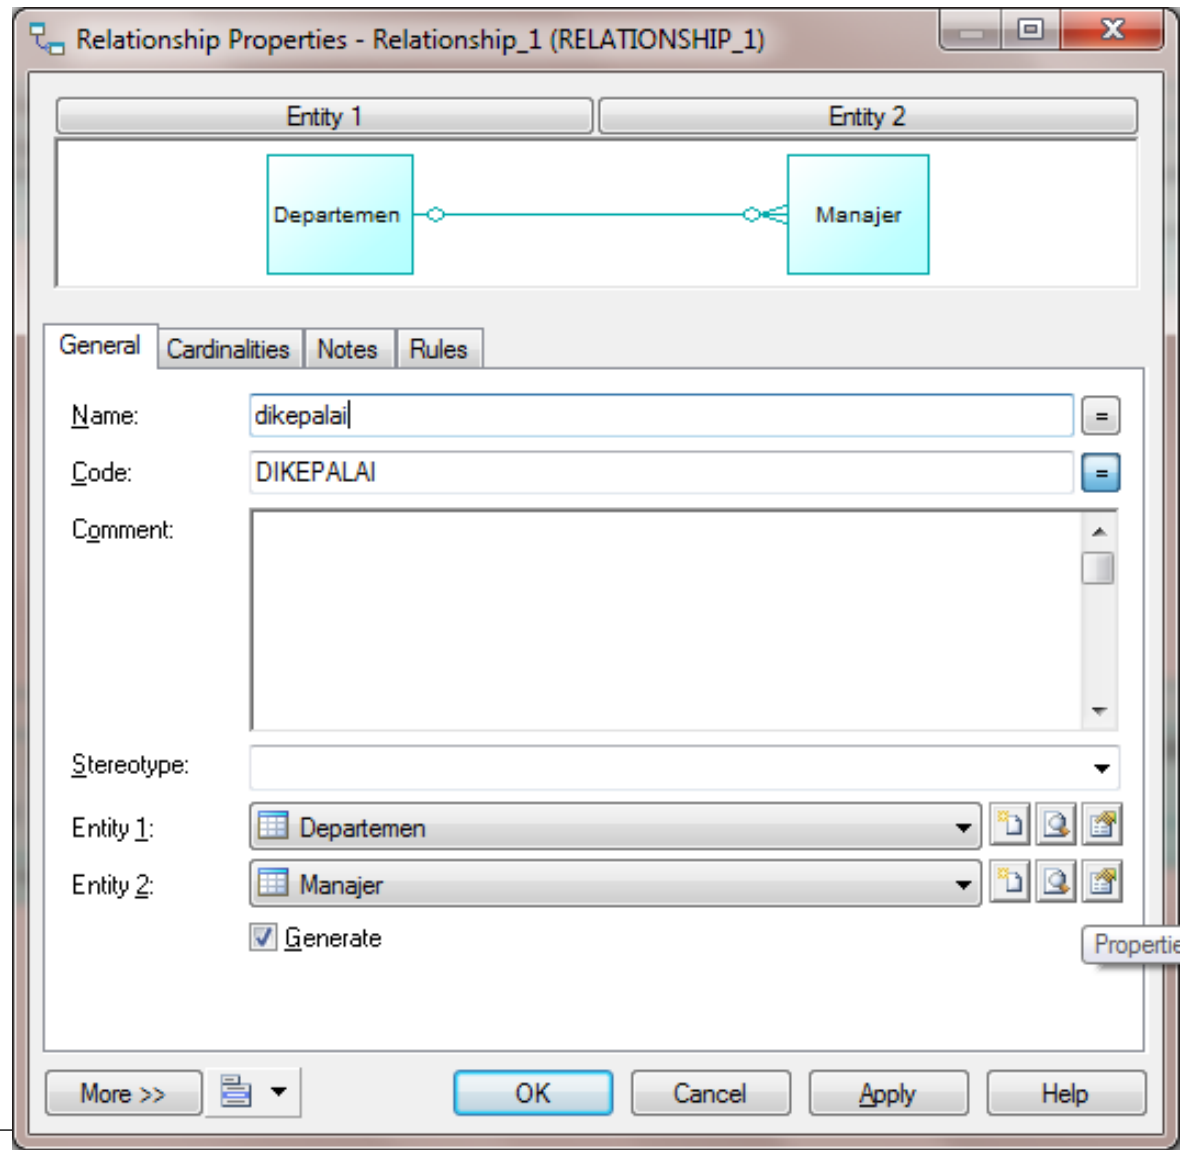 Relationship Properties - Relationship_1 (RELATIONSHIP_1)
Entity 1 Entity 2
Departemen Manajer
General Cardinalities Notes Rules
Name: dikepalai =
Code: DIKEPALAI =
Comment:
Stereotype:
Entity 1: Departemen
Entity 2: Manajer
Generate
Propertie
More >> OK Cancel Apply Help